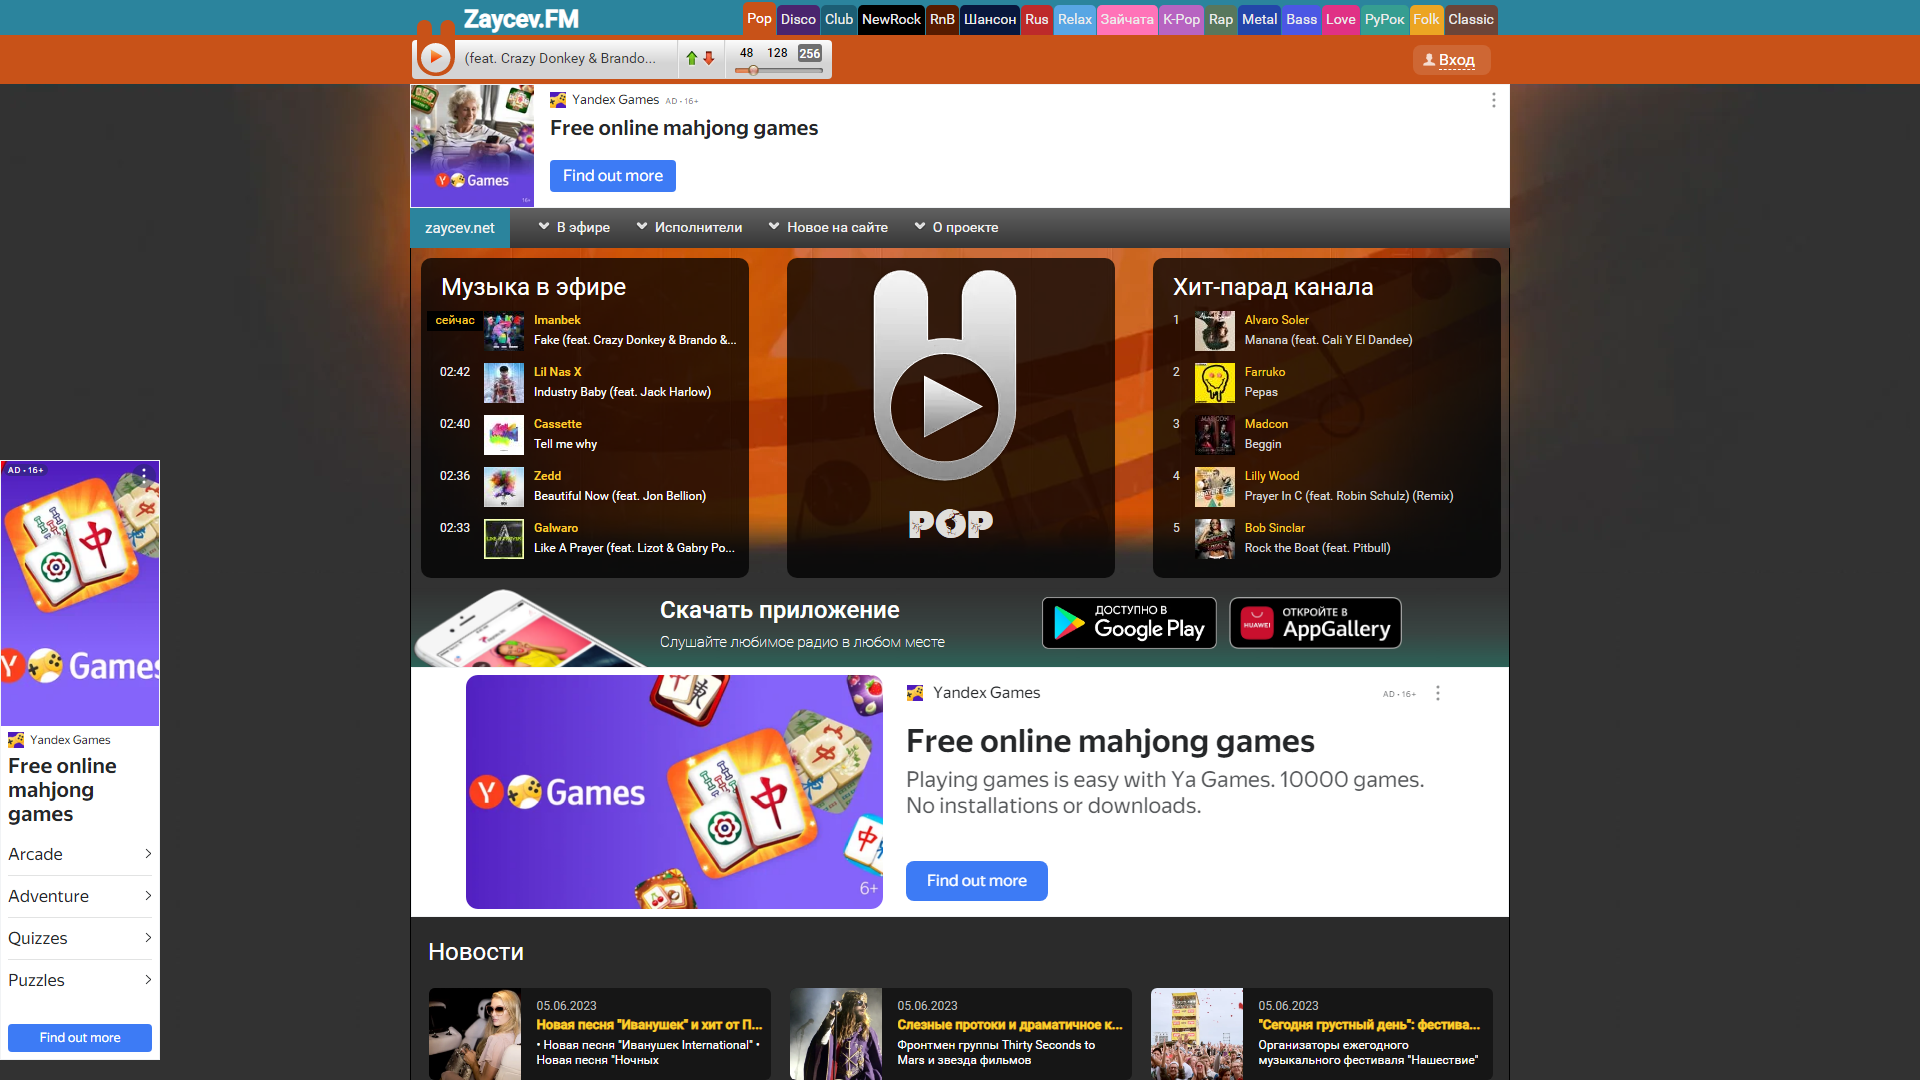 Zaycev.FM
Pop Disco Club NewRock RnB Шансон Rus Relax Зайчата K-Pop Rap Metal Bass Love РуРок Folk Classic
(feat. Crazy Donkey & Brando...
48 128 256
Вход
Yandex Games AD • 16+
Free online mahjong games
Find out more
Y Games
16+
zaycev.net
В эфире
Исполнители
Новое на сайте
О проекте
Музыка в эфире
сейчас
Imanbek
Fake (feat. Crazy Donkey & Brando &...
02:42
Lil Nas X
Industry Baby (feat. Jack Harlow)
02:40
Cassette
Tell me why
02:36
Zedd
Beautiful Now (feat. Jon Bellion)
02:33
Galwaro
Like A Prayer (feat. Lizot & Gabry Po...
POP
Хит-парад канала
1
Alvaro Soler
Manana (feat. Cali Y El Dandee)
2
Farruko
Pepas
3
Madcon
Beggin
4
Lilly Wood
Prayer In C (feat. Robin Schulz) (Remix)
5
Bob Sinclar
Rock the Boat (feat. Pitbull)
Скачать приложение
Слушайте любимое радио в любом месте
ДОСТУПНО В
Google Play
HUAWEI
ОТКРОЙТЕ В
AppGallery
Y Games
中
6+
Yandex Games
AD • 16+
Free online mahjong games
Playing games is easy with Ya Games. 10000 games.
No installations or downloads.
Find out more
AD • 16+
中
Y Games
Yandex Games
Free online
mahjong
games
Arcade
Adventure
Quizzes
Puzzles
Find out more
Новости
05.06.2023
Новая песня "Иванушек" и хит от П...
• Новая песня "Иванушек International" •
Новая песня "Ночных
05.06.2023
Слезные протоки и драматичное к...
Фронтмен группы Thirty Seconds to
Mars и звезда фильмов
05.06.2023
"Сегодня грустный день": фестива...
Организаторы ежегодного
музыкального фестиваля "Нашествие"